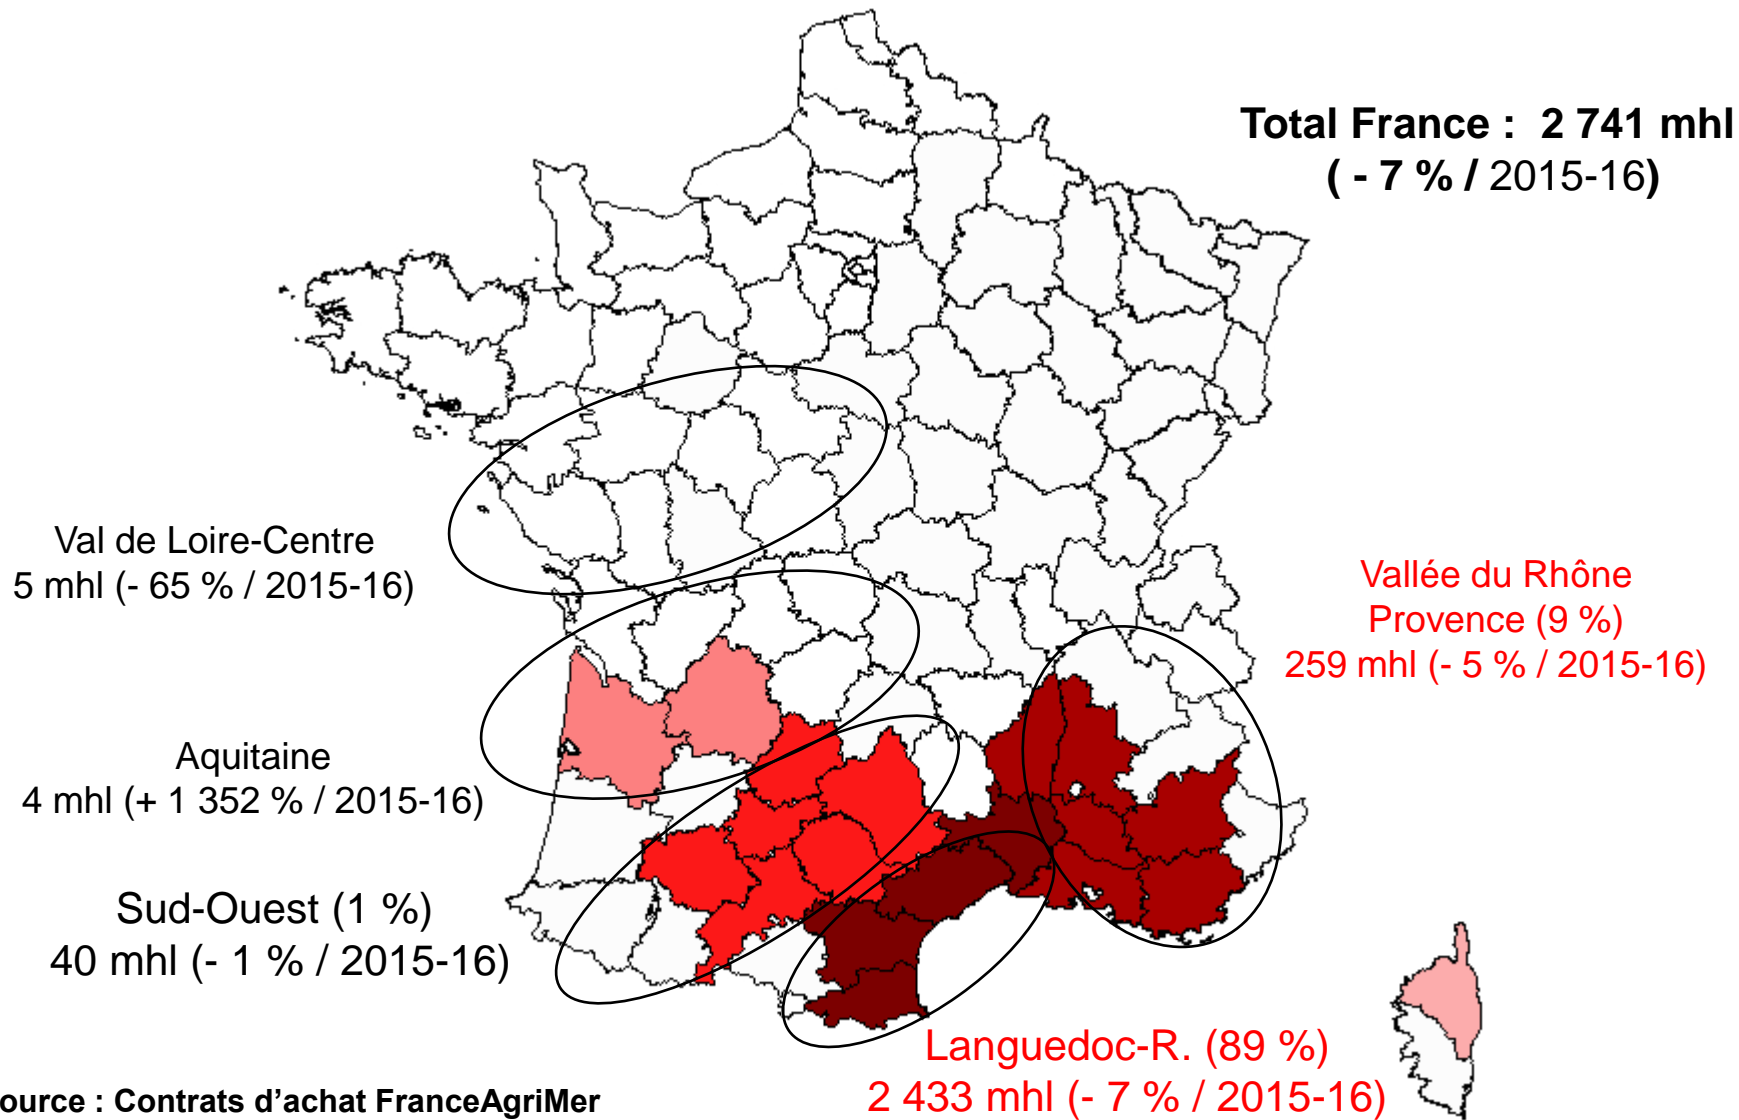 Total France : 2 741 mhl
( - 7 % / 2015-16)
Val de Loire-Centre
5 mhl (- 65 % / 2015-16)
Vallée du Rhône
Provence (9 %)
259 mhl (- 5 % / 2015-16)
Aquitaine
4 mhl (+ 1 352 % / 2015-16)
Sud-Ouest (1 %)
40 mhl (- 1 % / 2015-16)
Languedoc-R. (89 %)
2 433 mhl (- 7 % / 2015-16)
ource : Contrats d'achat FranceAgriMer